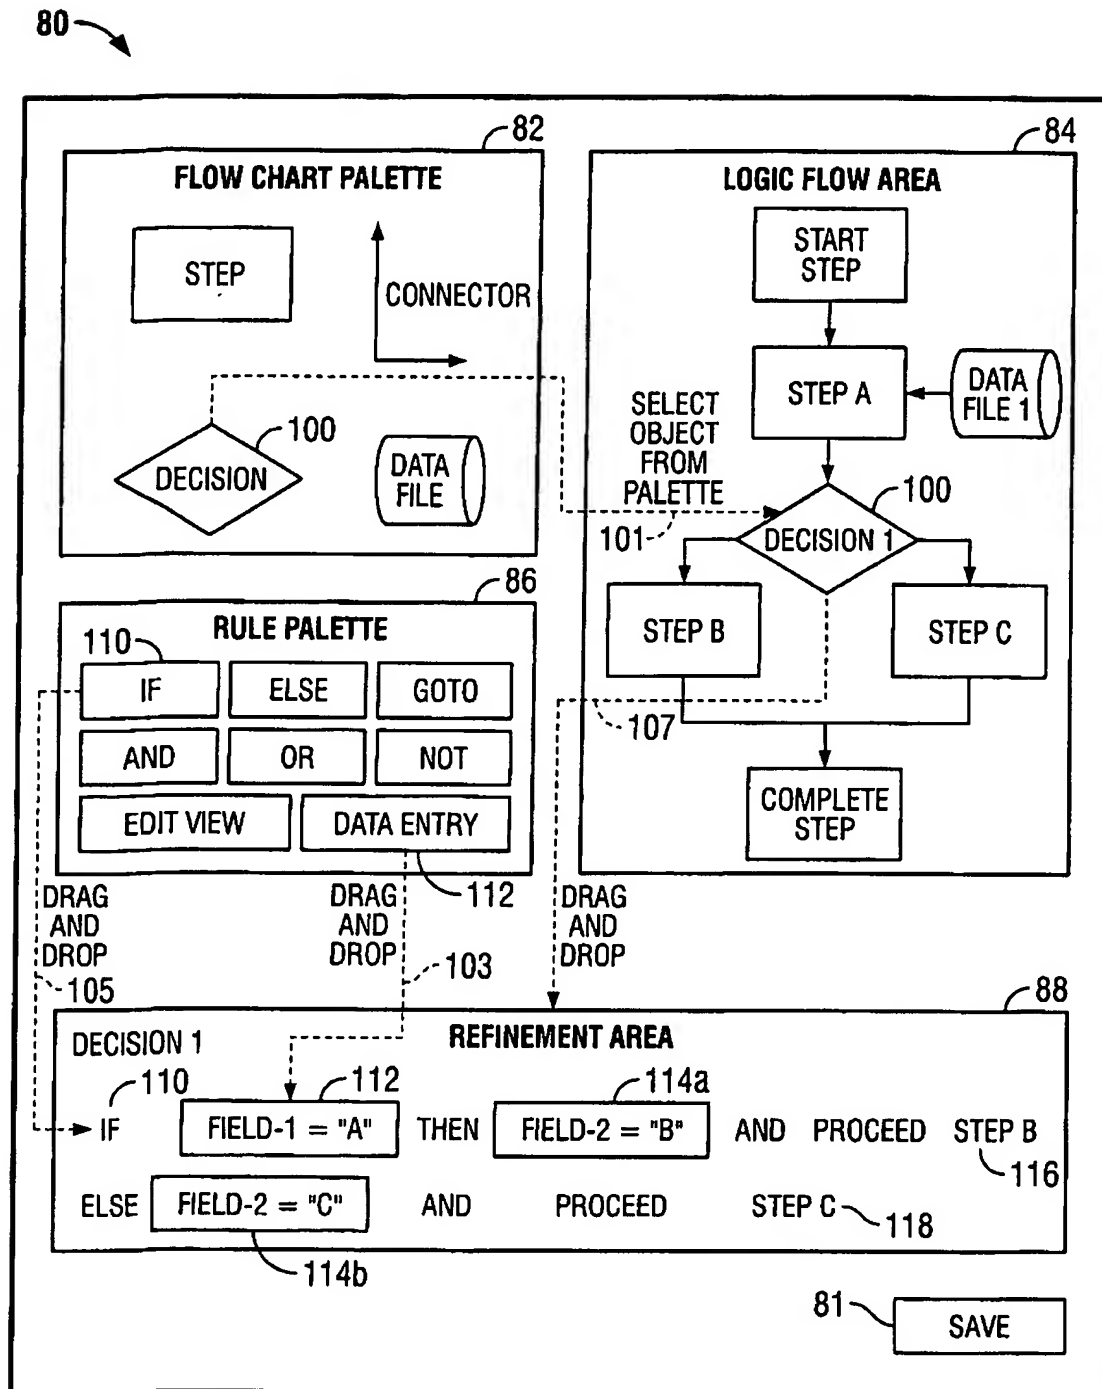 80
82
FLOW CHART PALETTE
STEP
CONNECTOR
100
DECISION
DATA
FILE
84
LOGIC FLOW AREA
START
STEP
STEP A
DATA
FILE 1
SELECT
OBJECT
FROM
PALETTE
101
100
DECISION 1
STEP B
STEP C
107
COMPLETE
STEP
86
RULE PALETTE
110
IF
ELSE
GOTO
AND
OR
NOT
EDIT VIEW
DATA ENTRY
112
DRAG
AND
DROP
105
DRAG
AND
DROP
103
DRAG
AND
DROP
88
REFINEMENT AREA
DECISION 1
110
112
114a
IF FIELD-1 = "A" THEN FIELD-2 = "B" AND PROCEED STEP B
116
ELSE FIELD-2 = "C" AND PROCEED STEP C
118
114b
81
SAVE